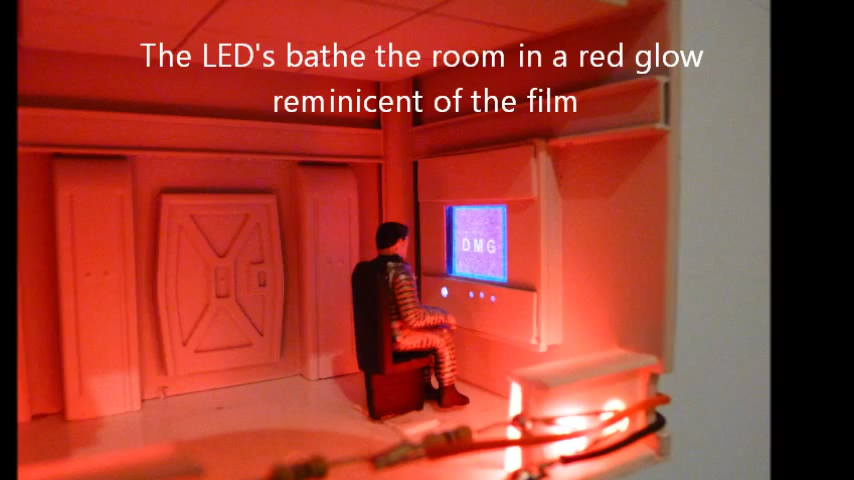 The LED's bathe the room in a red glow
reminicent of the film
DMG